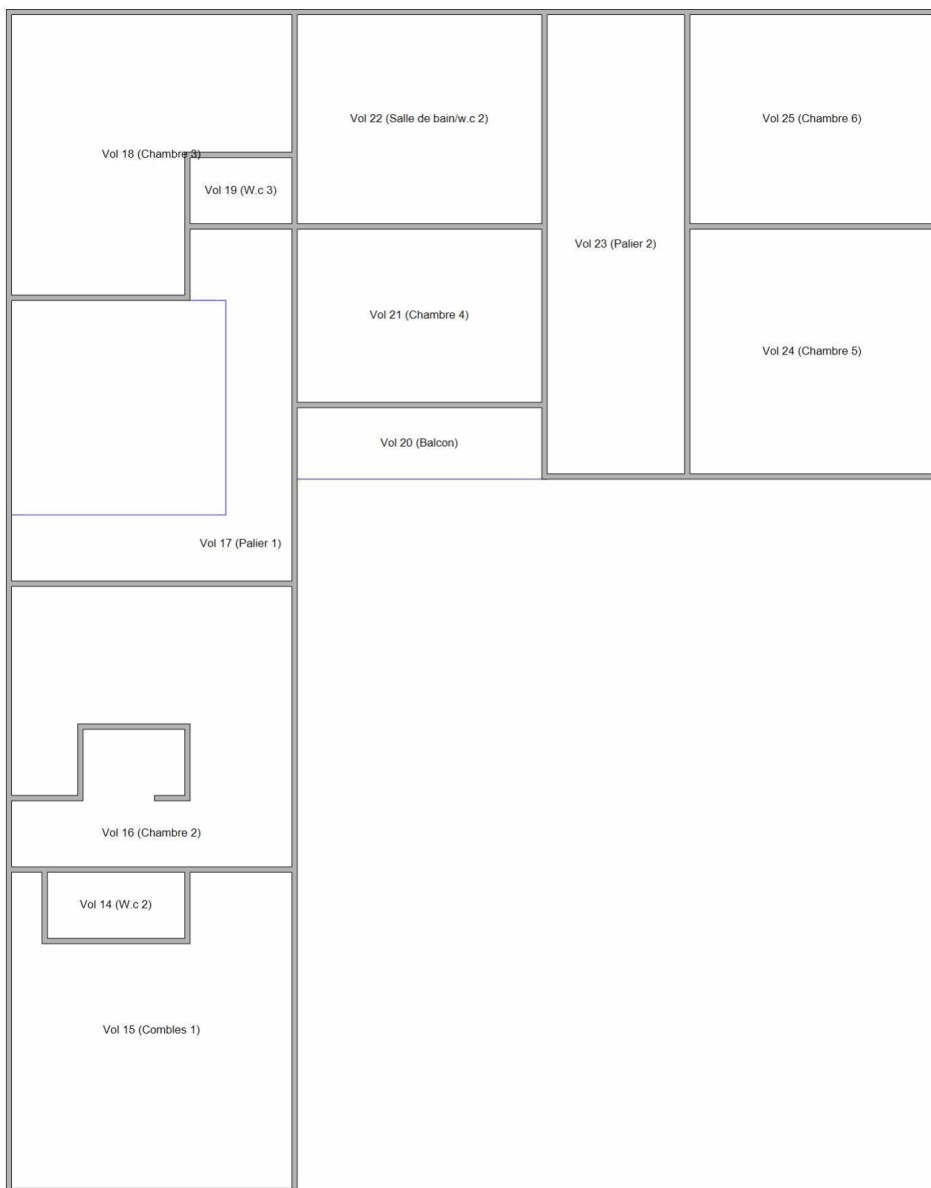 Vol 22 (Salle de bain/w.c 2)
Vol 25 (Chambre 6)
Vol 18 (Chambre 3)
Vol 19 (W.c 3)
Vol 23 (Palier 2)
Vol 21 (Chambre 4)
Vol 24 (Chambre 5)
Vol 20 (Balcon)
Vol 17 (Palier 1)
Vol 16 (Chambre 2)
Vol 14 (W.c 2)
Vol 15 (Combles 1)